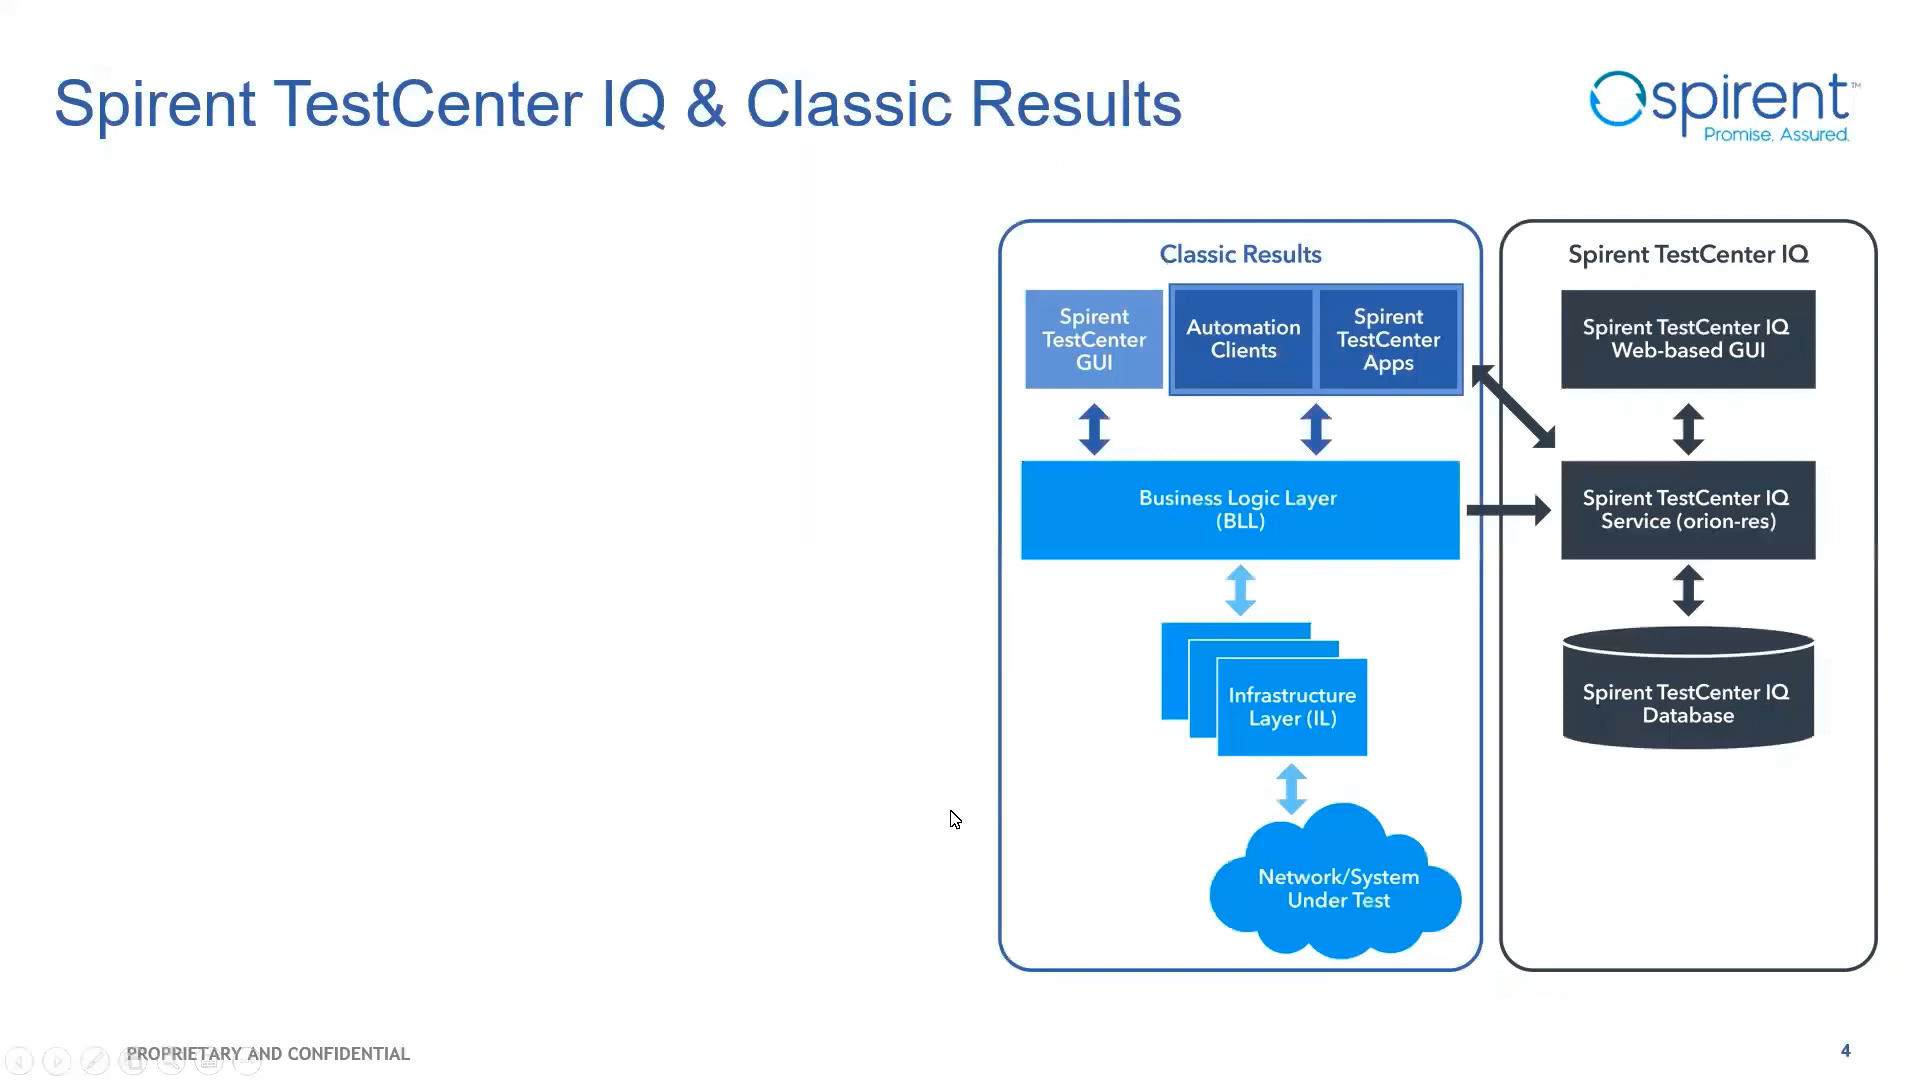 Spirent TestCenter IQ & Classic Results
spirent™
Promise. Assured.
Classic Results
Spirent
TestCenter
GUI
Automation
Clients
Spirent
TestCenter
Apps
Business Logic Layer
(BLL)
Infrastructure
Layer (IL)
Network/System
Under Test
Spirent TestCenter IQ
Spirent TestCenter IQ
Web-based GUI
Spirent TestCenter IQ
Service (orion-res)
Spirent TestCenter IQ
Database
PROPRIETARY AND CONFIDENTIAL
4